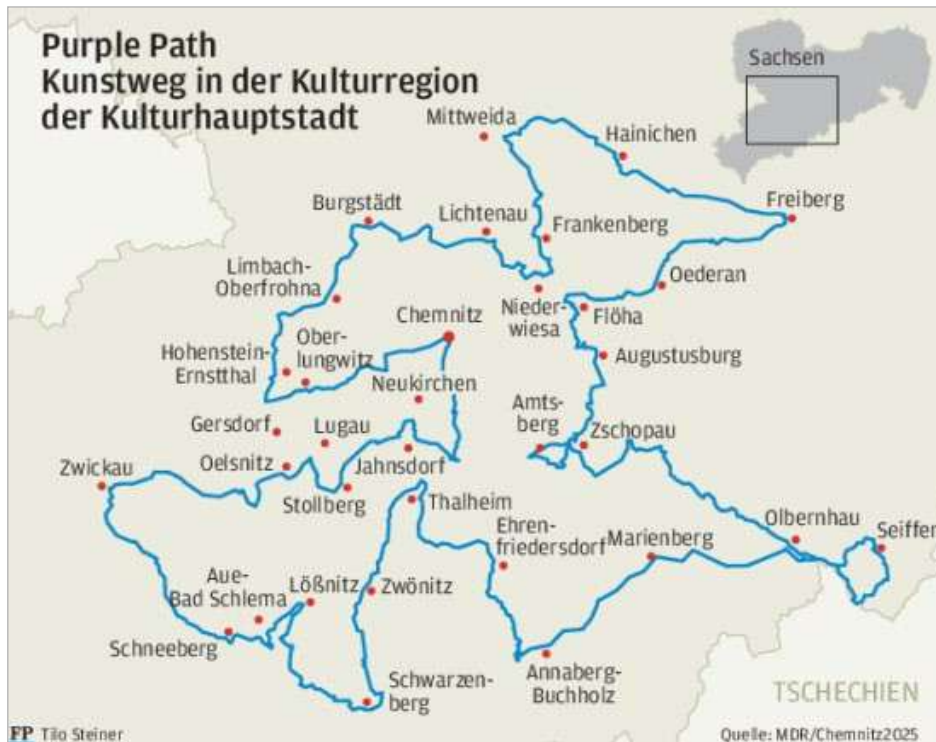 Purple Path
Kunstweg in der Kulturregion
der Kulturhauptstadt
Sachsen
Mittweida
Hainichen
Burgstädt
Lichtenau
Frankenberg
Freiberg
Limbach-
Oberfrohna
Oederan
Chemnitz
Nieder-
wiesa
Flöha
Hohenstein-
Ernstthal
Ober-
lungwitz
Augustusburg
Neukirchen
Gersdorf
Lugau
Amts-
berg
Zschopau
Zwickau
Oelsnitz
Jahnsdorf
Stollberg
Thalheim
Ehren-
friedersdorf
Marienberg
Olbernhau
Seiffen
Aue-
Bad Schlema
Lößnitz
Zwönitz
Schneeberg
Schwarzen-
berg
Annaberg-
Buchholz
TSCHECHIEN
FP Tilo Steiner
Quelle: MDR/Chemnitz2025